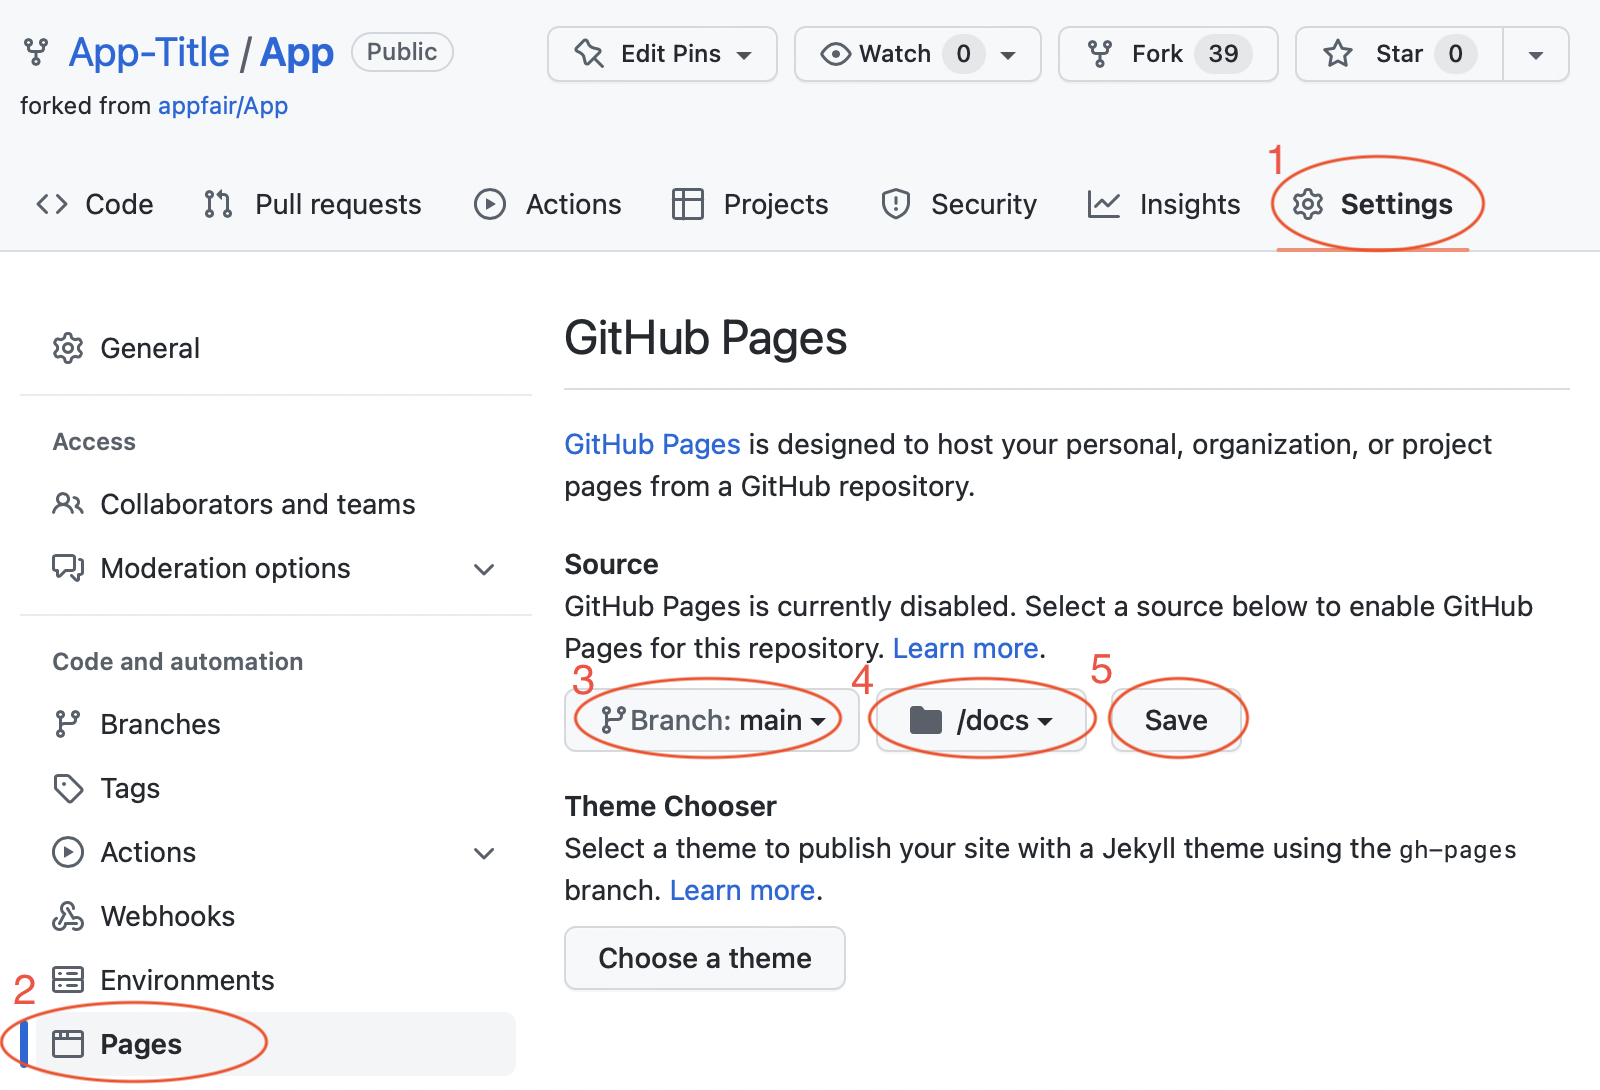 App-Title / App Public
Edit Pins
Watch 0
Fork 39
Star 0
forked from appfair/App
1
Code
Pull requests
Actions
Projects
Security
Insights
Settings
General
Access
Collaborators and teams
Moderation options
Code and automation
Branches
Tags
Actions
Webhooks
Environments
2
Pages
GitHub Pages
GitHub Pages is designed to host your personal, organization, or project
pages from a GitHub repository.
Source
GitHub Pages is currently disabled. Select a source below to enable GitHub
Pages for this repository. Learn more.
3
Branch: main
4
/docs
5
Save
Theme Chooser
Select a theme to publish your site with a Jekyll theme using the gh-pages
branch. Learn more.
Choose a theme